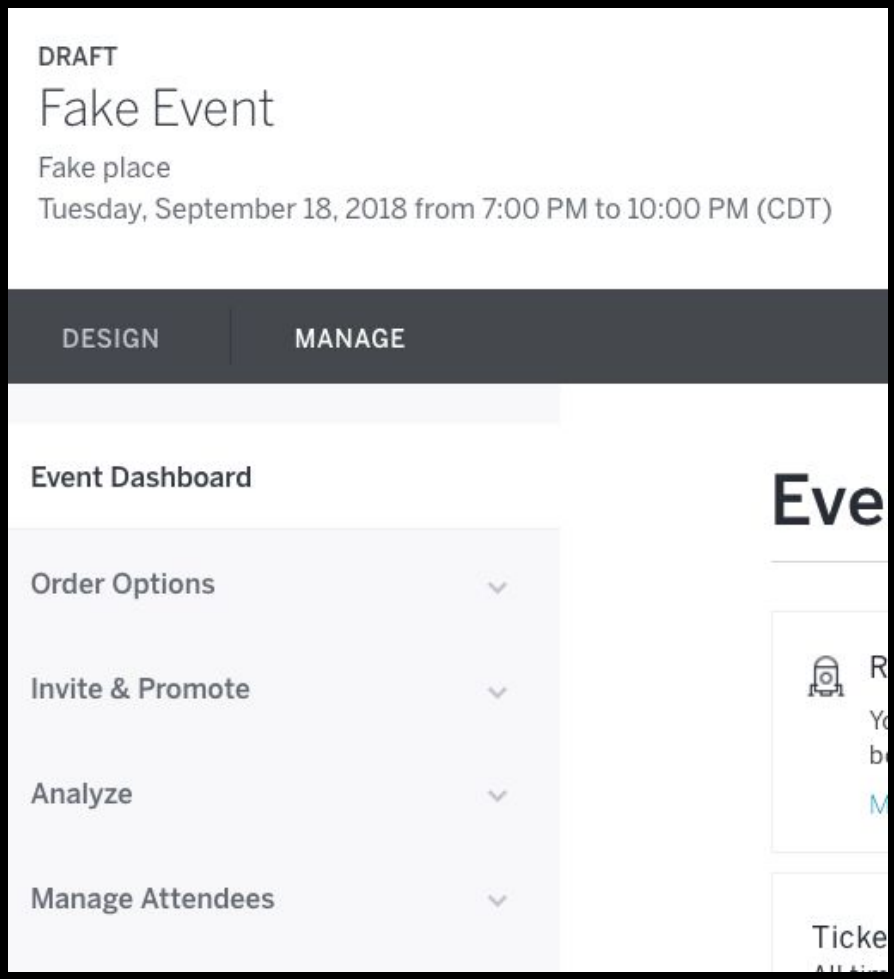 DRAFT
Fake Event
Fake place
Tuesday, September 18, 2018 from 7:00 PM to 10:00 PM (CDT)
DESIGN
MANAGE
Event Dashboard
Order Options
Invite & Promote
Analyze
Manage Attendees
Eve
R
Yo
be
M
Ticke